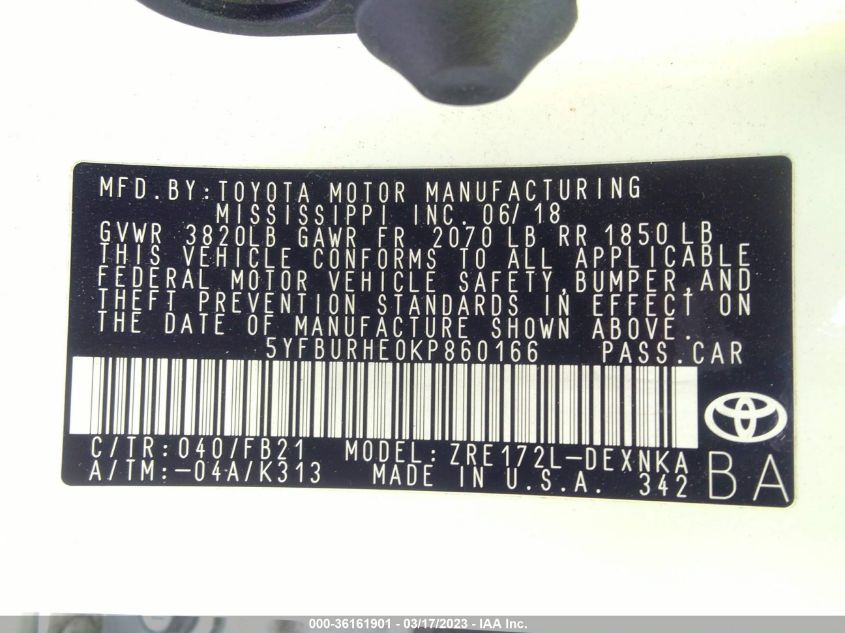 MFD.BY:TOYOTA MOTOR MANUFACTURING
MISSISSIPPI INC. 06/18
GVWR 3820LB GAWR FR 2070 LB RR 1850 LB
THIS VEHICLE CONFORMS TO ALL APPLICABLE
FEDERAL MOTOR VEHICLE SAFETY,BUMPER,AND
THEFT PREVENTION STANDARDS IN EFFECT ON
THE DATE OF MANUFACTURE SHOWN ABOVE.
5YFBURHE0KP860166 PASS.CAR
C/TR:040/FB21 MODEL:ZRE172L-DEXNKA
A/TM:-04A/K313 MADE IN U.S.A. 342
BA
000-36161901 - 03/17/2023 - IAA Inc.